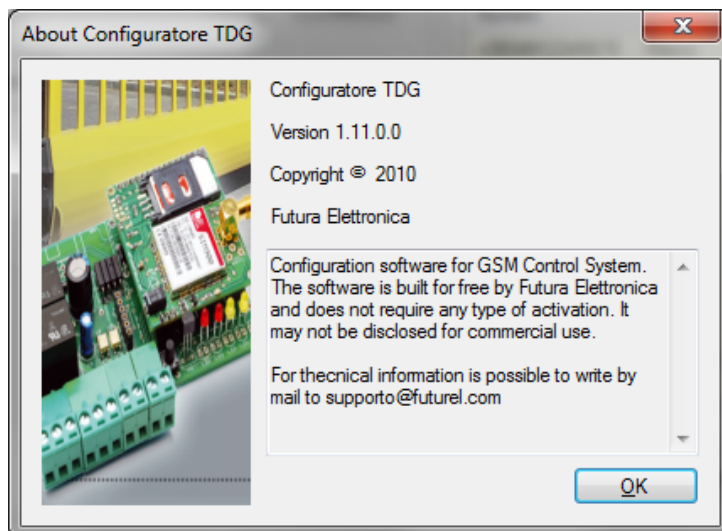 About Configuratore TDG
Configuratore TDG
Version 1.11.0.0
Copyright © 2010
Futura Elettronica
Configuration software for GSM Control System.
The software is built for free by Futura Elettronica
and does not require any type of activation. It
may not be disclosed for commercial use.
For thecnical information is possible to write by
mail to supporto@futurel.com
OK